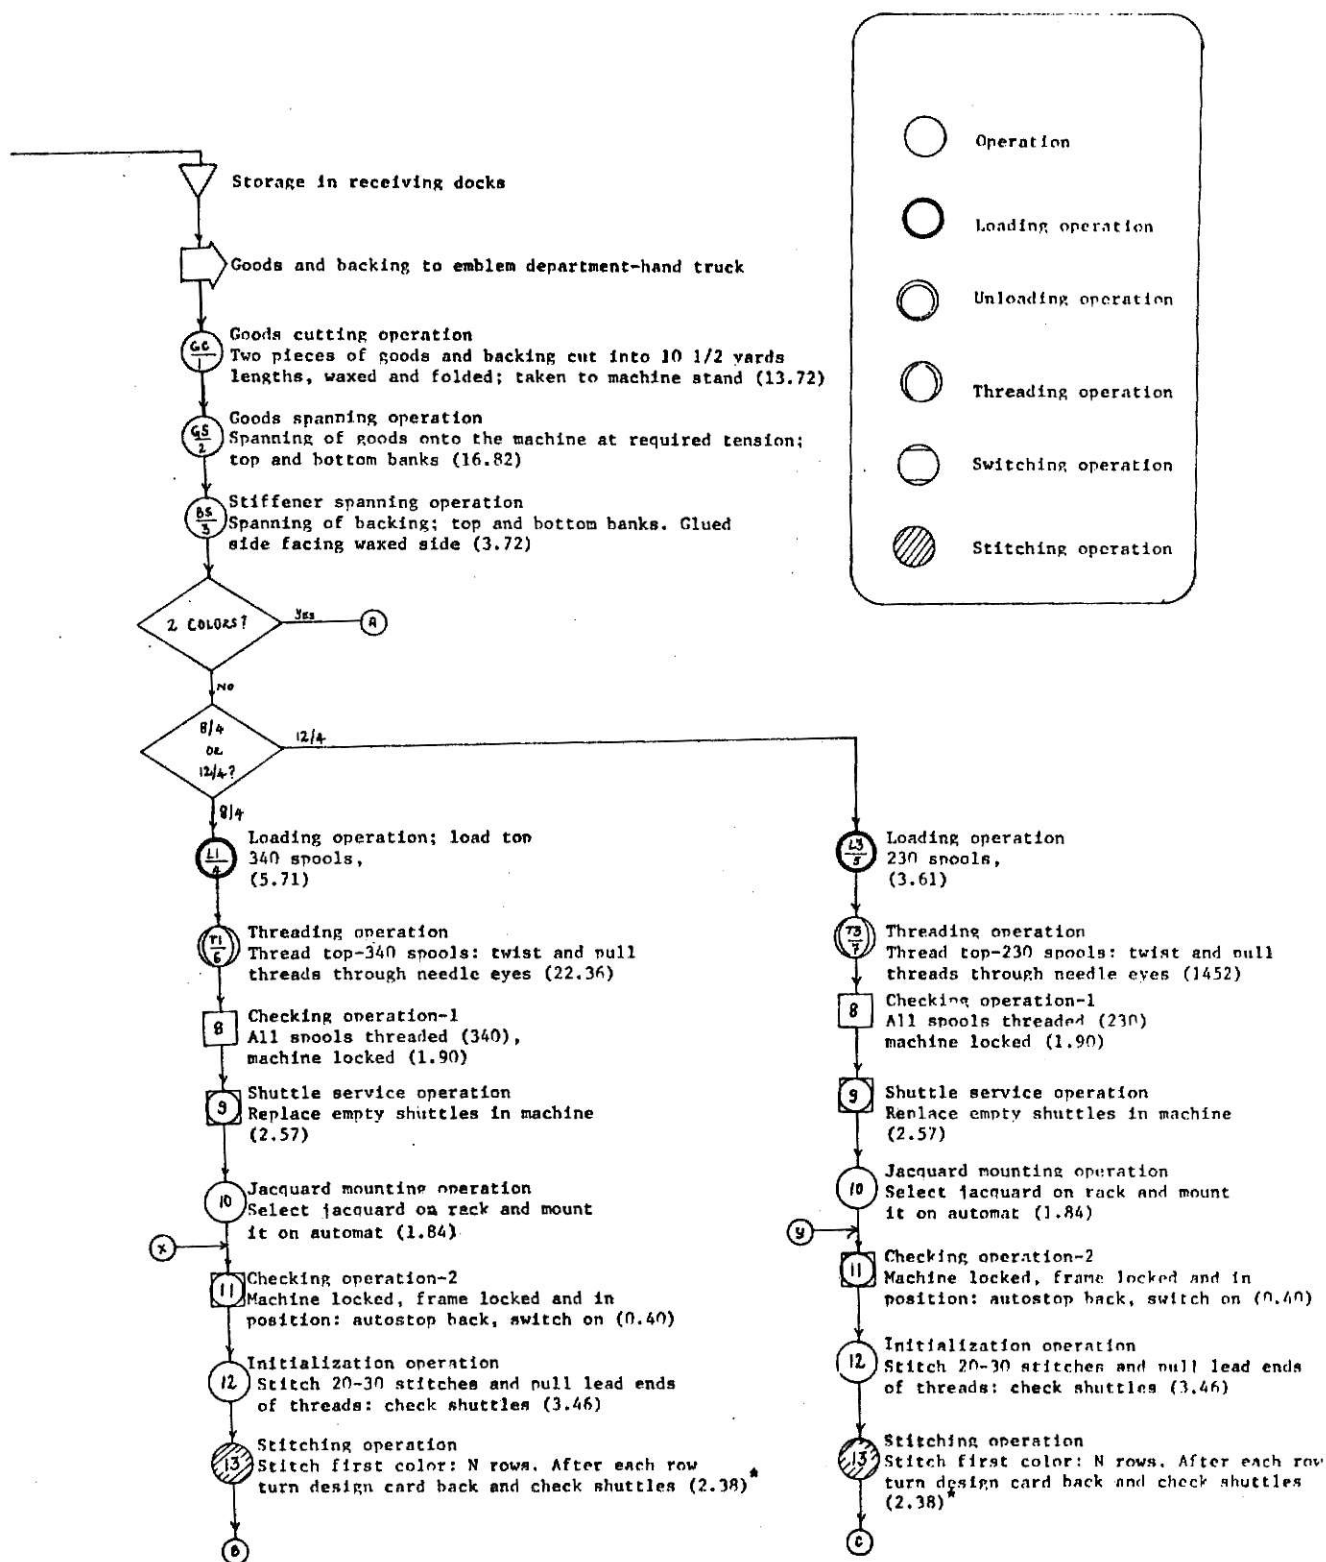 Operation
Loading operation
Unloading operation
Threading operation
Switching operation
Stitching operation
Storage in receiving docks
Goods and backing to emblem department-hand truck
GC
1
Goods cutting operation
Two pieces of goods and backing cut into 10 1/2 yards
lengths, waxed and folded; taken to machine stand (13.72)
GS
2
Goods spanning operation
Spanning of goods onto the machine at required tension;
top and bottom banks (16.82)
BS
3
Stiffener spanning operation
Spanning of backing; top and bottom banks. Glued
side facing waxed side (3.72)
2 COLORS?
YES
A
NO
8/4
OR
12/4?
12/4
8/4
L1
4
Loading operation; load top
340 spools,
(5.71)
T1
6
Threading operation
Thread top-340 spools: twist and pull
threads through needle eyes (22.36)
8
Checking operation-1
All spools threaded (340),
machine locked (1.90)
9
Shuttle service operation
Replace empty shuttles in machine
(2.57)
10
Jacquard mounting operation
Select jacquard on rack and mount
it on automat (1.84)
X
11
Checking operation-2
Machine locked, frame locked and in
position: autostop back, switch on (0.40)
12
Initialization operation
Stitch 20-30 stitches and pull lead ends
of threads: check shuttles (3.46)
13
Stitching operation
Stitch first color: N rows. After each row
turn design card back and check shuttles (2.38)*
B
L3
5
Loading operation
230 spools,
(3.61)
T3
7
Threading operation
Thread top-230 spools: twist and pull
threads through needle eyes (1452)
8
Checking operation-1
All spools threaded (230)
machine locked (1.90)
9
Shuttle service operation
Replace empty shuttles in machine
(2.57)
10
Jacquard mounting operation
Select jacquard on rack and mount
it on automat (1.84)
y
11
Checking operation-2
Machine locked, frame locked and in
position: autostop back, switch on (0.40)
12
Initialization operation
Stitch 20-30 stitches and pull lead ends
of threads: check shuttles (3.46)
13
Stitching operation
Stitch first color: N rows. After each row
turn design card back and check shuttles
(2.38)*
C